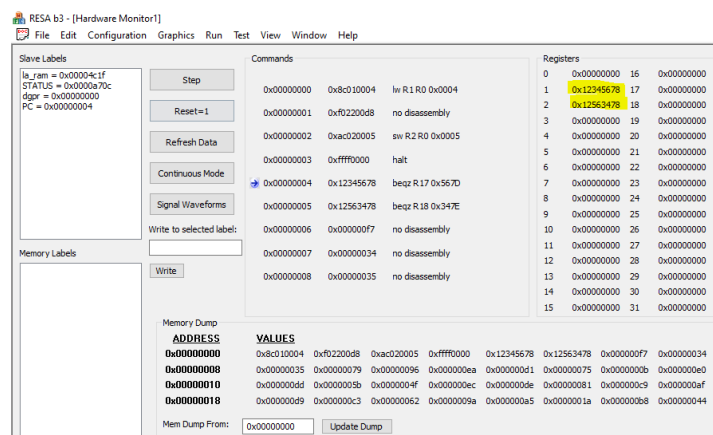 RESA b3 - [Hardware Monitor1]
File Edit Configuration Graphics Run Test View Window Help
Slave Labels
la_ram = 0x00004c1f
STATUS = 0x0000a70c
dgpr = 0x00000000
PC = 0x00000004
Step
Reset=1
Refresh Data
Continuous Mode
Signal Waveforms
Write to selected label:
Write
Memory Labels
Commands
0x00000000 0x8c010004 lw R1 R0 0x0004
0x00000001 0xf02200d8 no disassembly
0x00000002 0xac020005 sw R2 R0 0x0005
0x00000003 0xffff0000 halt
0x00000004 0x12345678 beqz R17 0x567D
0x00000005 0x12563478 beqz R18 0x347E
0x00000006 0x000000f7 no disassembly
0x00000007 0x00000034 no disassembly
0x00000008 0x00000035 no disassembly
Registers
0 0x00000000 16 0x00000000
1 0x12345678 17 0x00000000
2 0x12563478 18 0x00000000
3 0x00000000 19 0x00000000
4 0x00000000 20 0x00000000
5 0x00000000 21 0x00000000
6 0x00000000 22 0x00000000
7 0x00000000 23 0x00000000
8 0x00000000 24 0x00000000
9 0x00000000 25 0x00000000
10 0x00000000 26 0x00000000
11 0x00000000 27 0x00000000
12 0x00000000 28 0x00000000
13 0x00000000 29 0x00000000
14 0x00000000 30 0x00000000
15 0x00000000 31 0x00000000
Memory Dump
ADDRESS VALUES
0x00000000 0x8c010004 0xf02200d8 0xac020005 0xffff0000 0x12345678 0x12563478 0x000000f7 0x00000034
0x00000008 0x00000035 0x00000079 0x00000096 0x000000ea 0x000000d1 0x00000075 0x0000000b 0x000000e0
0x00000010 0x000000dd 0x0000005b 0x0000004f 0x000000ec 0x000000de 0x00000081 0x000000c9 0x000000af
0x00000018 0x000000d9 0x000000c3 0x00000062 0x0000009a 0x000000a5 0x0000001a 0x000000b8 0x00000044
Mem Dump From: 0x00000000 Update Dump